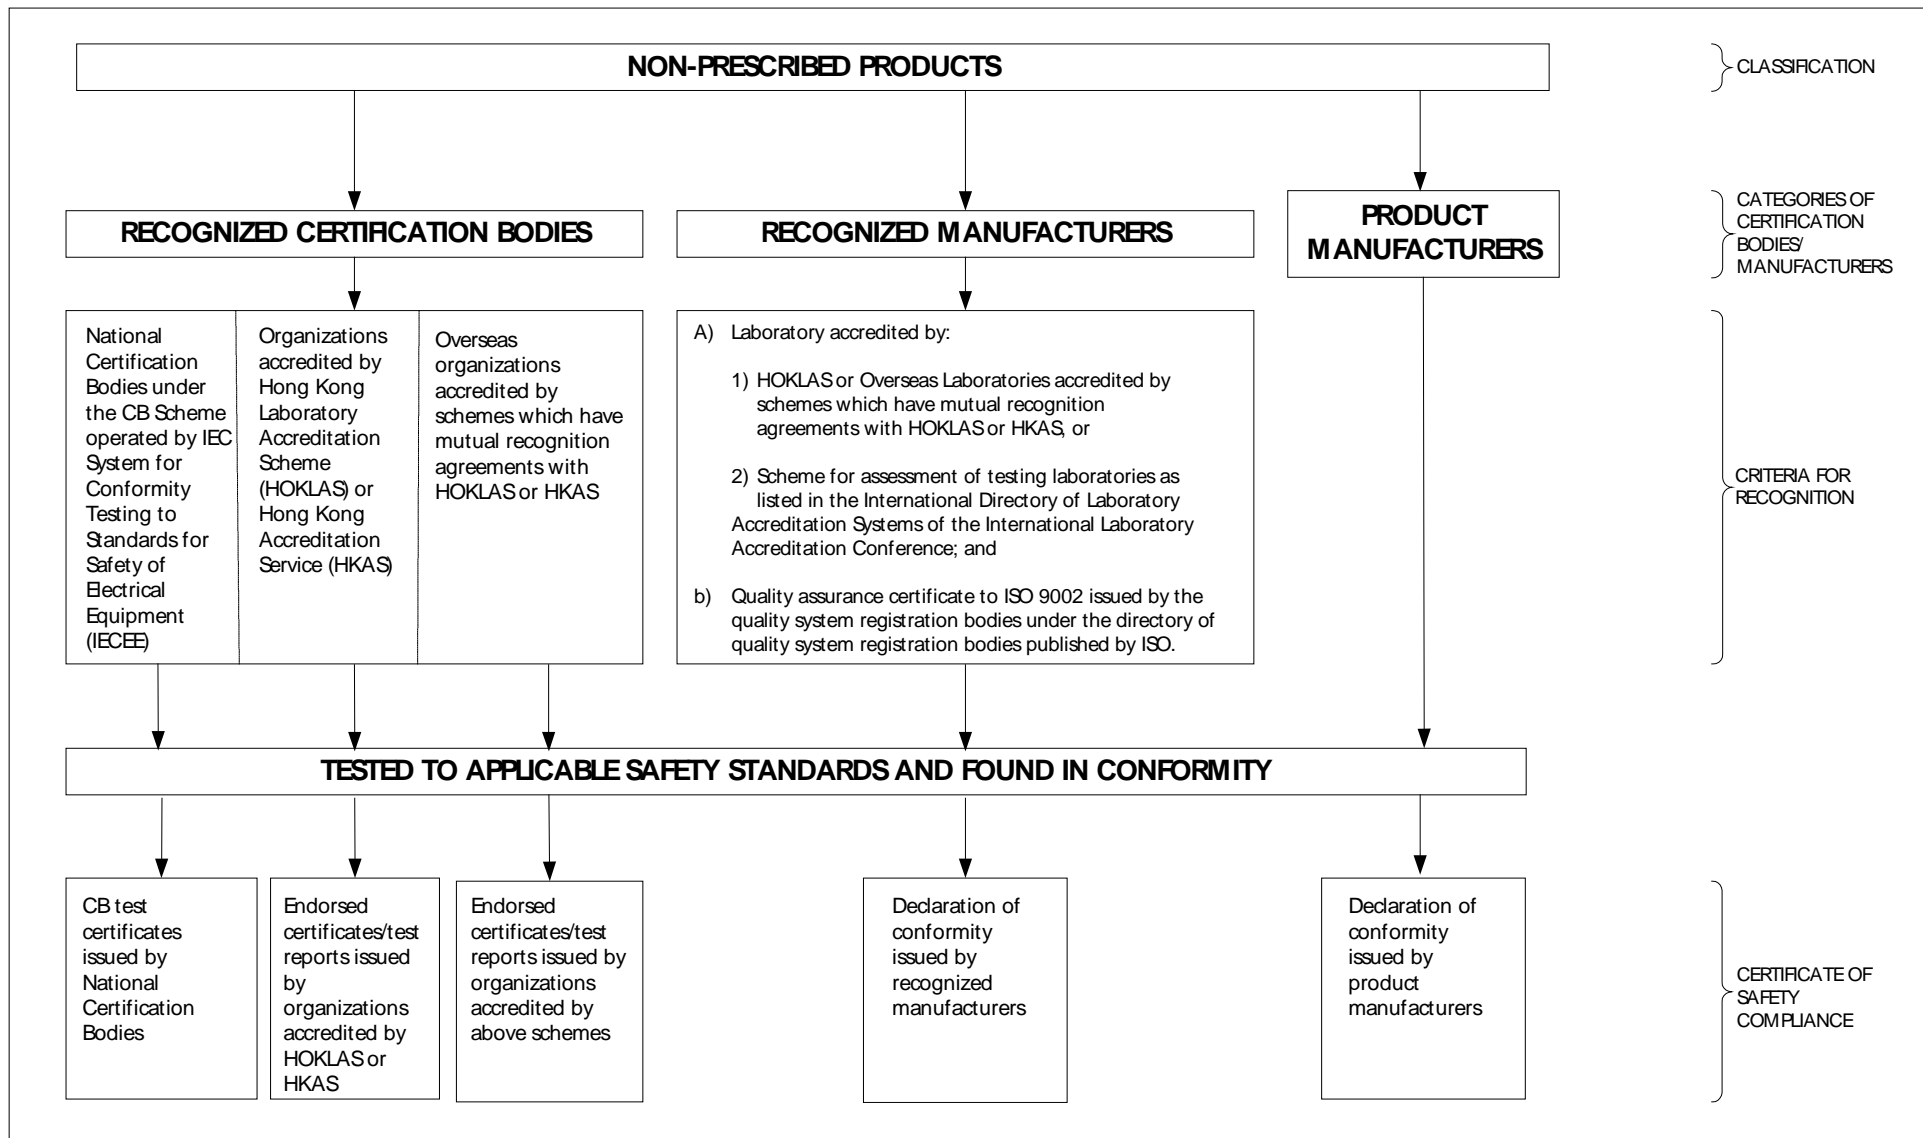 NON-PRESCRIBED PRODUCTS
CLASSIFICATION
RECOGNIZED CERTIFICATION BODIES
RECOGNIZED MANUFACTURERS
PRODUCT
MANUFACTURERS
CATEGORIES OF
CERTIFICATION
BODIES/
MANUFACTURERS
National
Certification
Bodies under
the CB Scheme
operated by IEC
System for
Conformity
Testing to
Standards for
Safety of
Electrical
Equipment
(IECEE)
Organizations
accredited by
Hong Kong
Laboratory
Accreditation
Scheme
(HOKLAS) or
Hong Kong
Accreditation
Service (HKAS)
Overseas
organizations
accredited by
schemes which have
mutual recognition
agreements with
HOKLAS or HKAS
A) Laboratory accredited by:
1) HOKLAS or Overseas Laboratories accredited by
schemes which have mutual recognition
agreements with HOKLAS or HKAS, or
2) Scheme for assessment of testing laboratories as
listed in the International Directory of Laboratory
Accreditation Systems of the International Laboratory
Accreditation Conference; and
b) Quality assurance certificate to ISO 9002 issued by the
quality system registration bodies under the directory of
quality system registration bodies published by ISO.
CRITERIA FOR
RECOGNITION
TESTED TO APPLICABLE SAFETY STANDARDS AND FOUND IN CONFORMITY
CB test
certificates
issued by
National
Certification
Bodies
Endorsed
certificates/test
reports issued
by
organizations
accredited by
HOKLAS or
HKAS
Endorsed
certificates/test
reports issued by
organizations
accredited by
above schemes
Declaration of
conformity
issued by
recognized
manufacturers
Declaration of
conformity
issued by
product
manufacturers
CERTIFICATE OF
SAFETY
COMPLIANCE